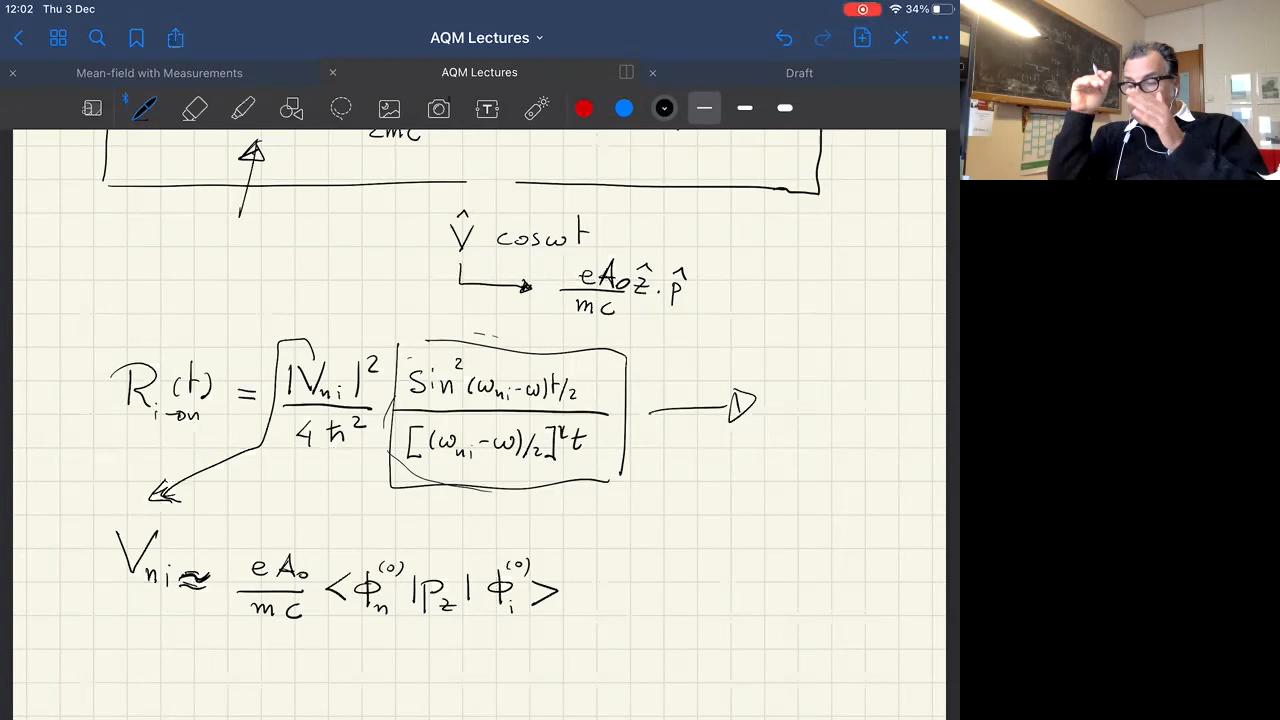 12:02 Thu 3 Dec 34%
AQM Lectures
Mean-field with Measurements AQM Lectures Draft
2mc
V̂ cosωt
eA₀/mc ẑ · p̂
R_{i→n}(t) = |V_{ni}|²/4ħ² Sin²(ω_{ni}-ω)t/2 / [(ω_{ni}-ω)/2]² t
V_{ni} ≈ eA₀/mc <ϕ_n^{(0)}|p_z|ϕ_i^{(0)}>